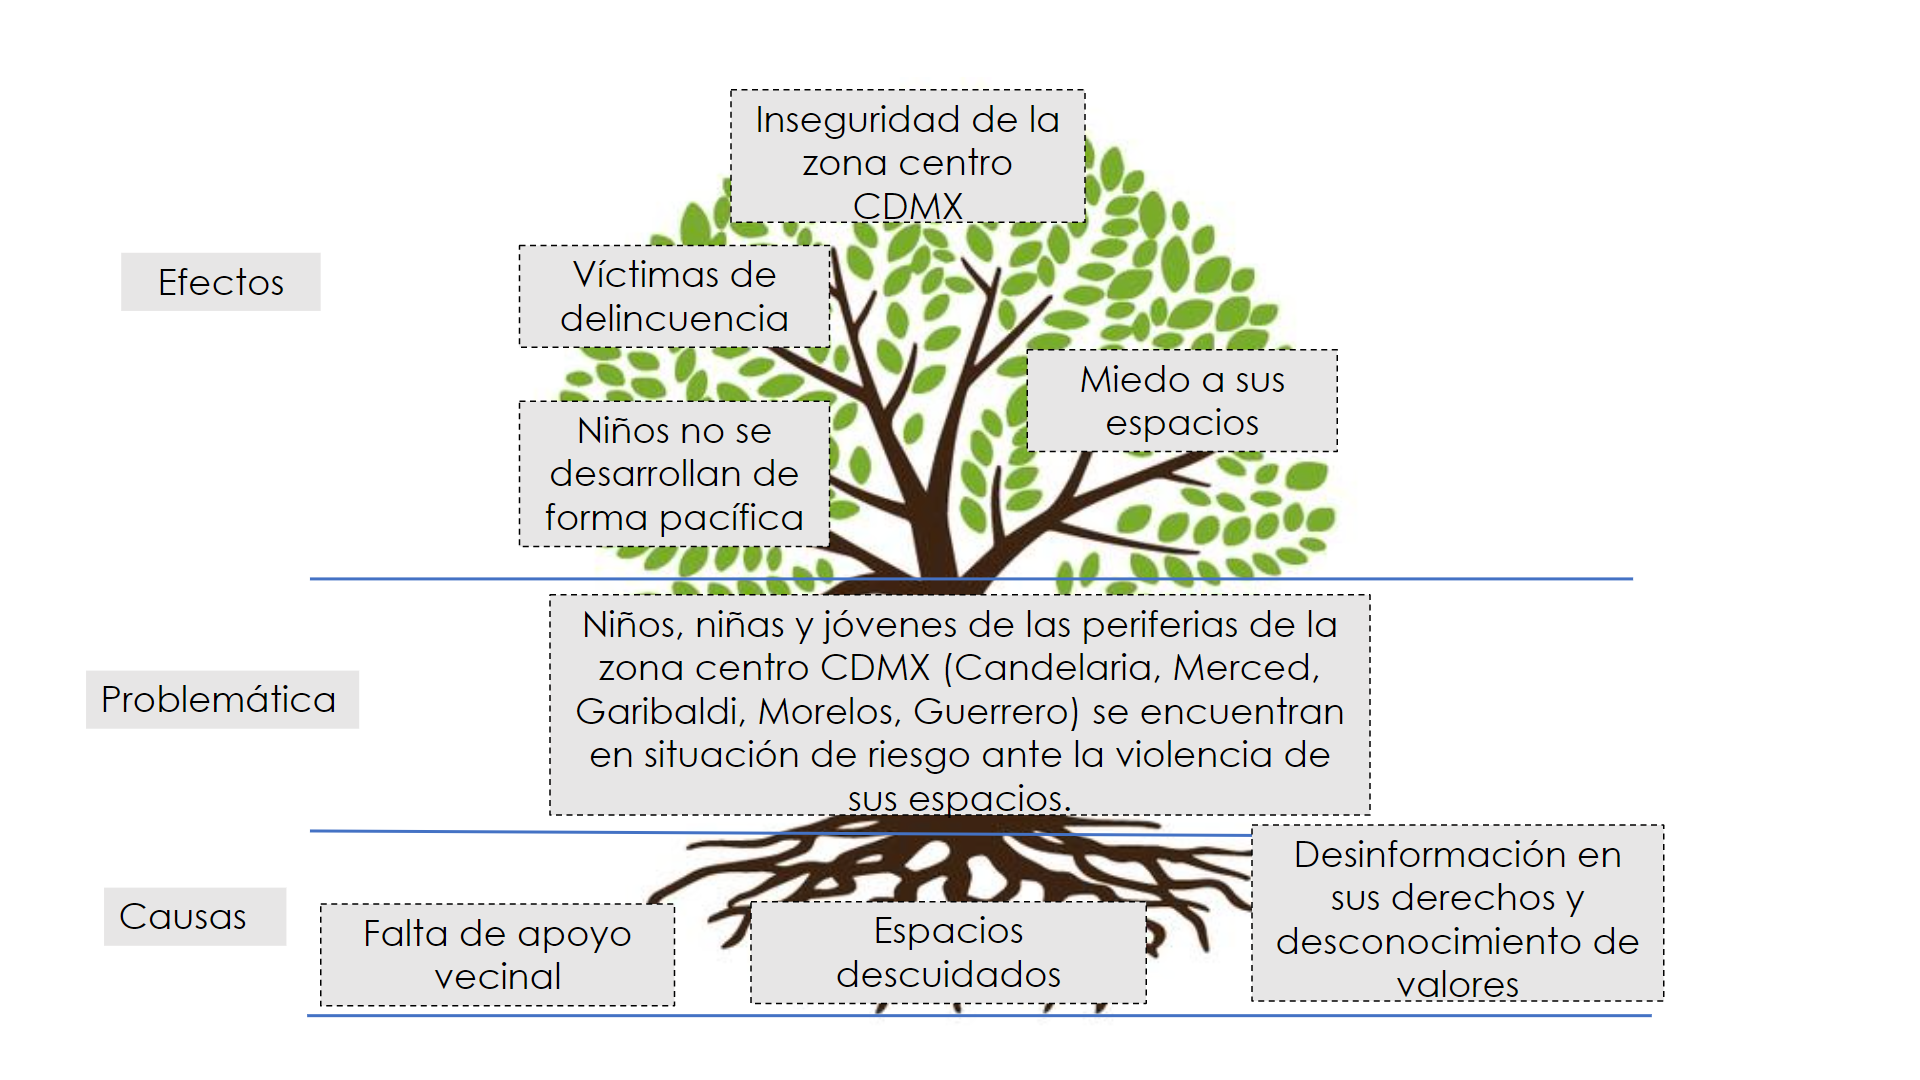 Inseguridad de la
zona centro
CDMX
Efectos
Víctimas de
delincuencia
Miedo a sus
espacios
Niños no se
desarrollan de
forma pacífica
Problemática
Niños, niñas y jóvenes de las periferias de la
zona centro CDMX (Candelaria, Merced,
Garibaldi, Morelos, Guerrero) se encuentran
en situación de riesgo ante la violencia de
sus espacios.
Causas
Falta de apoyo
vecinal
Espacios
descuidados
Desinformación en
sus derechos y
desconocimiento de
valores